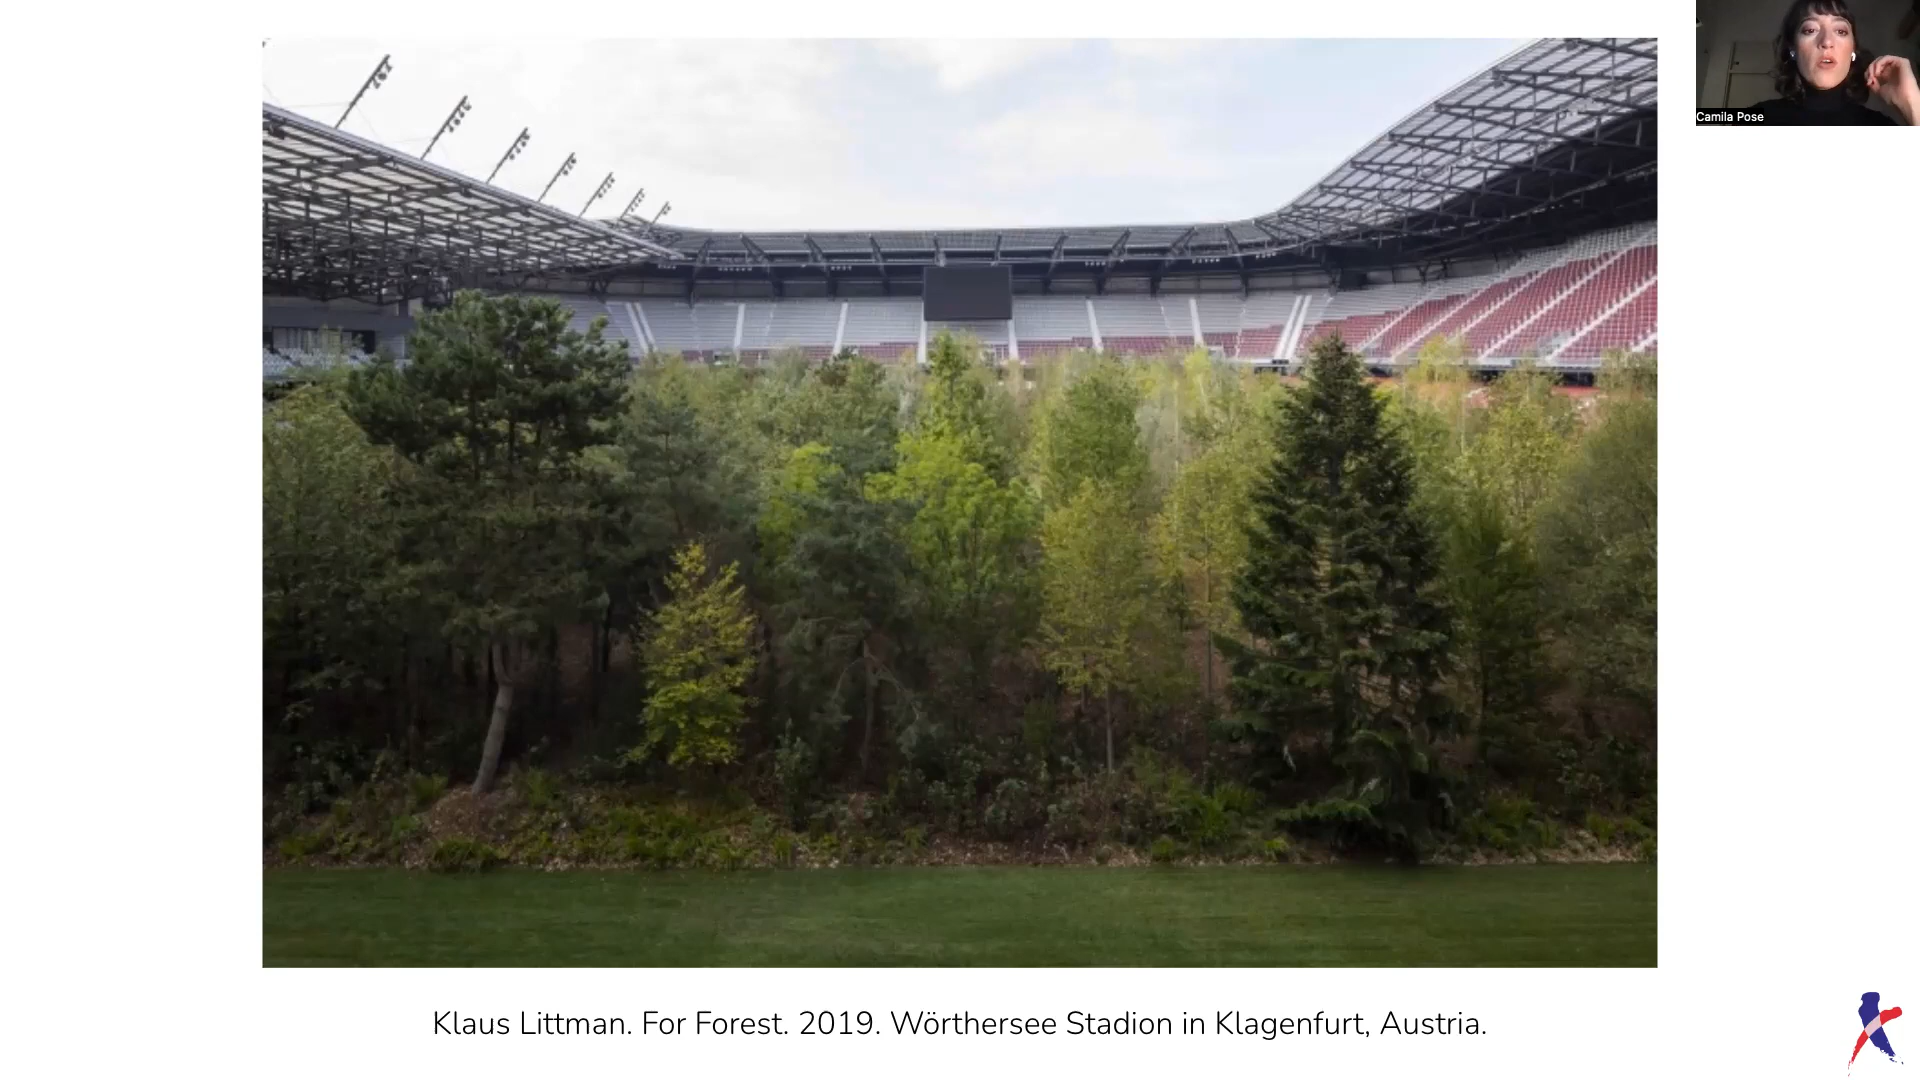 Camila Pose
Klaus Littman. For Forest. 2019. Wörthersee Stadion in Klagenfurt, Austria.